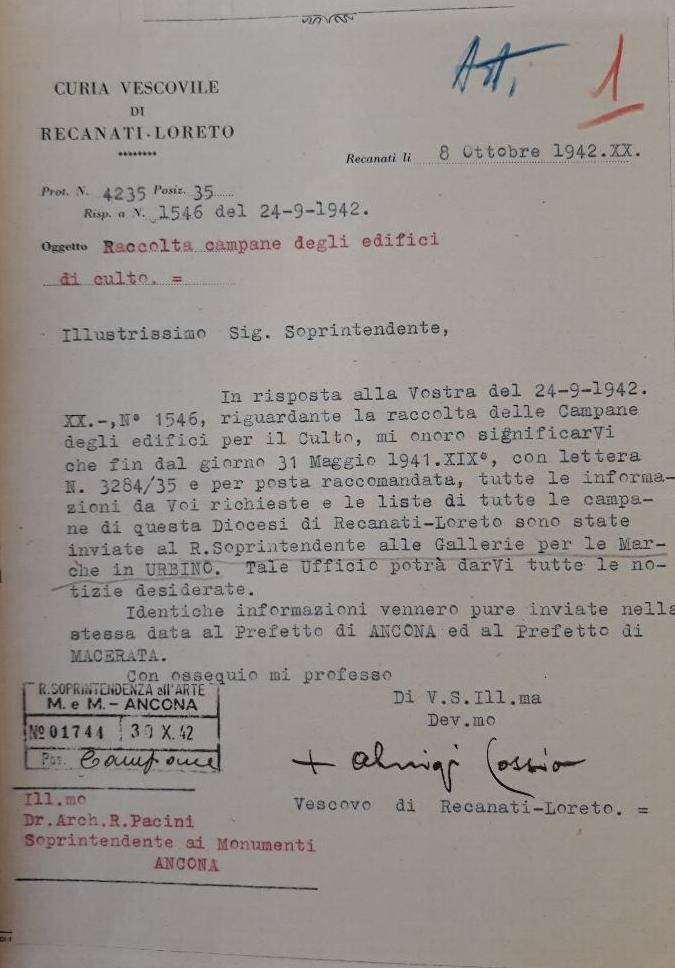 Art. 1
CURIA VESCOVILE
DI
RECANATI-LORETO
Recanati li 8 Ottobre 1942.XX.
Prot. N. 4235 Posiz. 35
Risp. a N. 1546 del 24-9-1942.
Oggetto Raccolta campane degli edifici
di culto. =
Illustrissimo Sig. Soprintendente,
In risposta alla Vostra del 24-9-1942.
XX.-,N° 1546, riguardante la raccolta delle Campane
degli edifici per il Culto, mi onoro significarVi
che fin dal giorno 31 Maggio 1941.XIX°, con lettera
N. 3284/35 e per posta raccomandata, tutte le informa-
zioni da Voi richieste e le liste di tutte le campa-
ne di questa Diocesi di Recanati-Loreto sono state
inviate al R.Soprintendente alle Gallerie per le Mar-
che in URBINO. Tale Ufficio potrà darVi tutte le no-
tizie desiderate.
Identiche informazioni vennero pure inviate nella
stessa data al Prefetto di ANCONA ed al Prefetto di
MACERATA.
Con ossequio mi professo
Di V.S.Ill.ma
Dev.mo
R. SOPRINTENDENZA all'ARTE
M. e M. - ANCONA
Nº 01744 30 X. 42
Pos. Campane
+ Aluigi Cossio
Vescovo di Recanati-Loreto. =
Ill.mo
Dr.Arch.R.Pacini
Soprintendente ai Monumenti
ANCONA